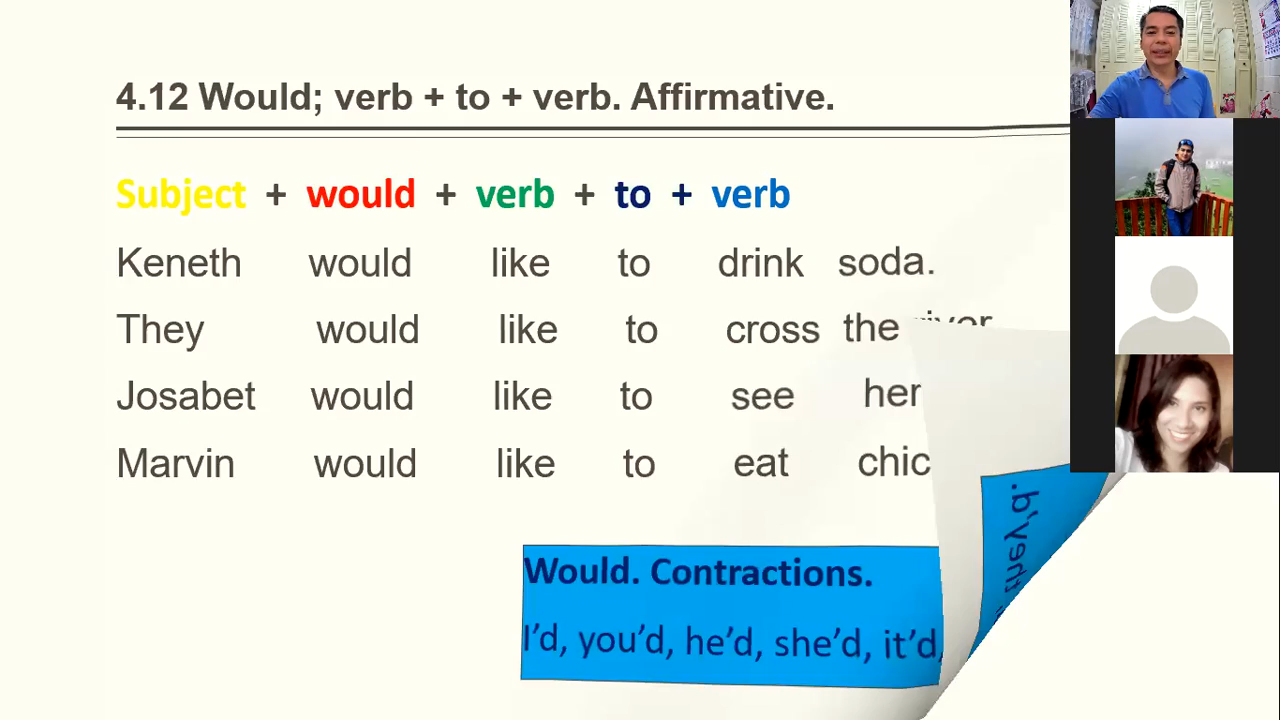 4.12 Would; verb + to + verb. Affirmative.
Subject + would + verb + to + verb
Keneth would like to drink soda.
They would like to cross the
Josabet would like to see her
Marvin would like to eat
Would. Contractions.
I'd, you'd, he'd, she'd, it'd,
they'd.